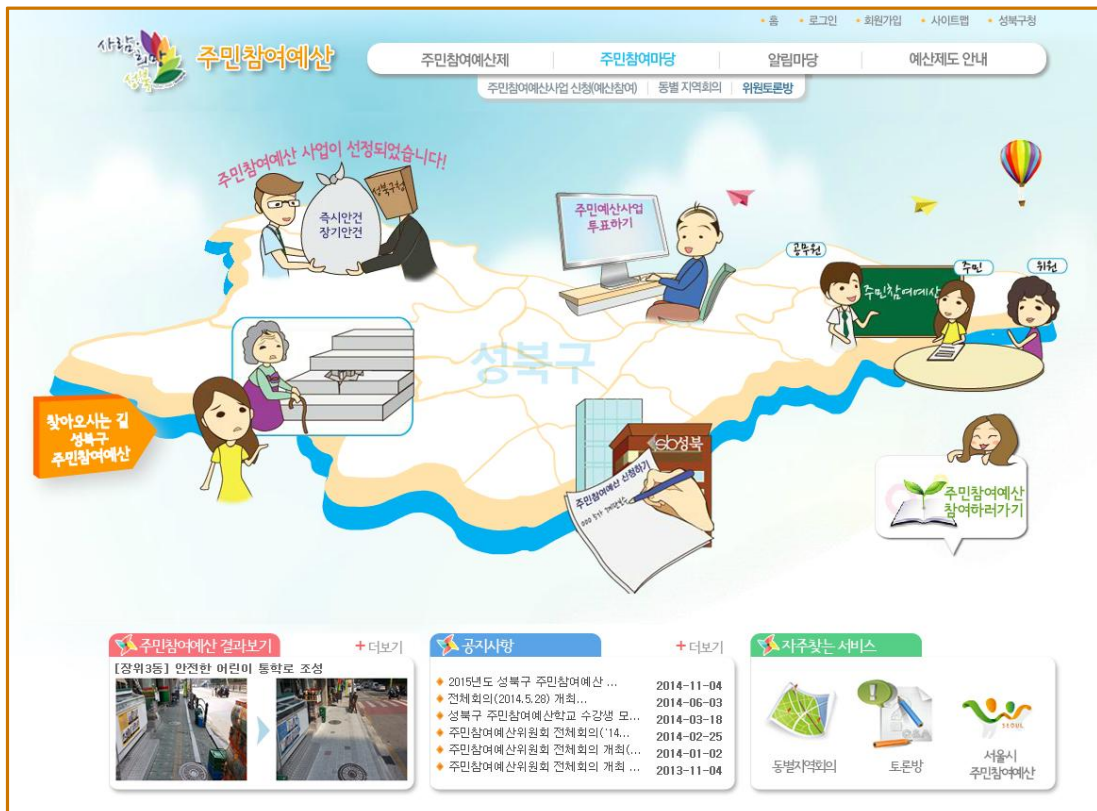 홈 로그인 회원가입 사이트맵 성북구청
사람,
희망
성북
주민참여예산
주민참여예산제 주민참여마당 알림마당 예산제도 안내
주민참여예산사업 신청(예산참여) 동별 지역회의 위원토론방
주민참여예산 사업이 선정되었습니다!
성북구청
즉시안건
장기안건
주민예산사업
투표하기
공무원
주민
위원
주민참여예산
성북구
찾아오시는 길
성북구
주민참여예산
sb성북
주민참여예산 신청하기
주민참여예산
참여하러가기
주민참여예산 결과보기 +더보기
[장위3동] 안전한 어린이 통학로 조성
공지사항 +더보기
2015년도 성북구 주민참여예산 ... 2014-11-04
전체회의(2014.5.28) 개최... 2014-06-03
성북구 주민참여예산학교 수강생 모... 2014-03-18
주민참여예산위원회 전체회의('14... 2014-02-25
주민참여예산위원회 전체회의 개최(... 2014-01-02
주민참여예산위원회 전체회의 개최 ... 2013-11-04
자주찾는 서비스
Q&A
SEOUL
동별지역회의 토론방 서울시
주민참여예산